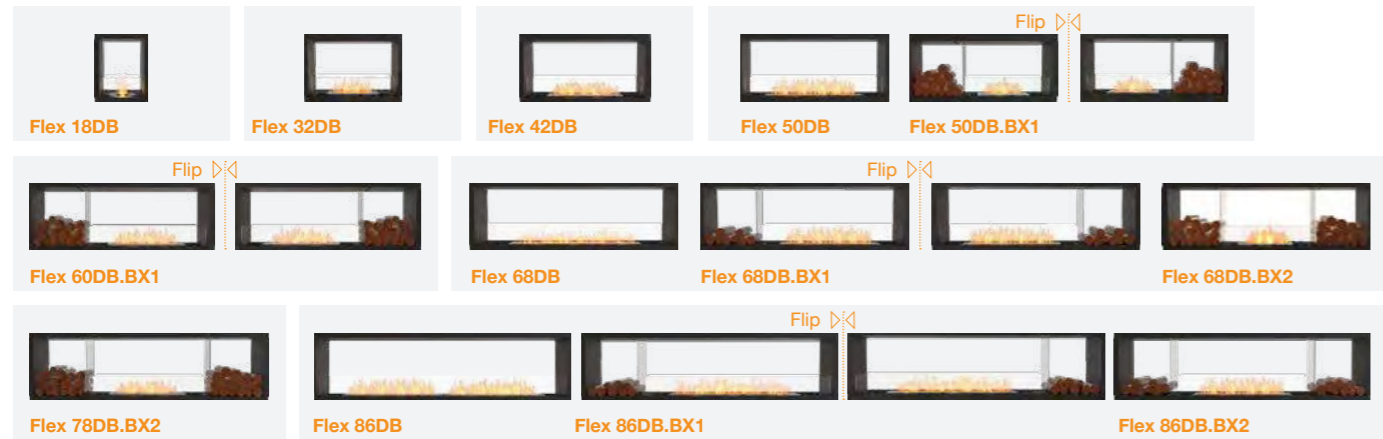 Flip
Flex 18DB
Flex 32DB
Flex 42DB
Flex 50DB
Flex 50DB.BX1
Flip
Flip
Flex 60DB.BX1
Flex 68DB
Flex 68DB.BX1
Flex 68DB.BX2
Flip
Flex 78DB.BX2
Flex 86DB
Flex 86DB.BX1
Flex 86DB.BX2